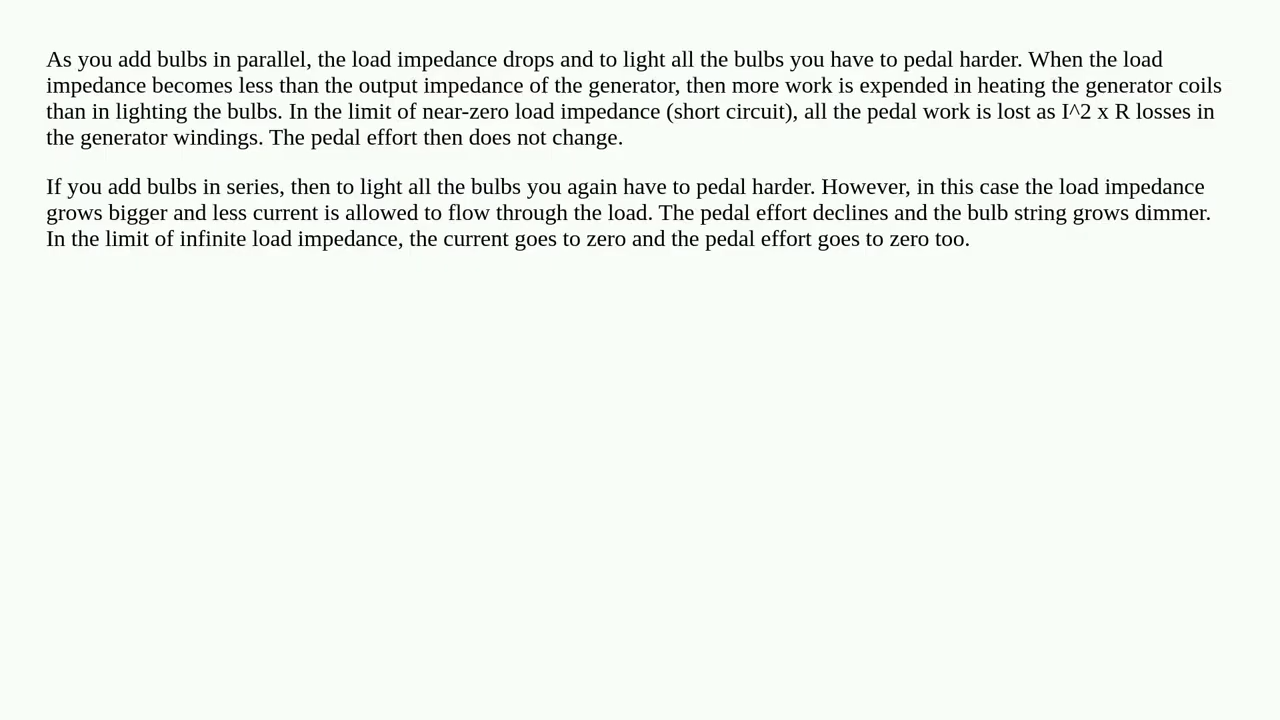 As you add bulbs in parallel, the load impedance drops and to light all the bulbs you have to pedal harder. When the load
impedance becomes less than the output impedance of the generator, then more work is expended in heating the generator coils
than in lighting the bulbs. In the limit of near-zero load impedance (short circuit), all the pedal work is lost as I^2 x R losses in
the generator windings. The pedal effort then does not change.
If you add bulbs in series, then to light all the bulbs you again have to pedal harder. However, in this case the load impedance
grows bigger and less current is allowed to flow through the load. The pedal effort declines and the bulb string grows dimmer.
In the limit of infinite load impedance, the current goes to zero and the pedal effort goes to zero too.